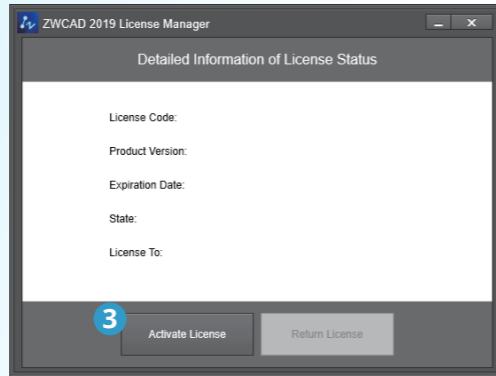 ZWCAD 2019 License Manager
Detailed Information of License Status
License Code:
Product Version:
Expiration Date:
State:
License To:
3
Activate License
Return License